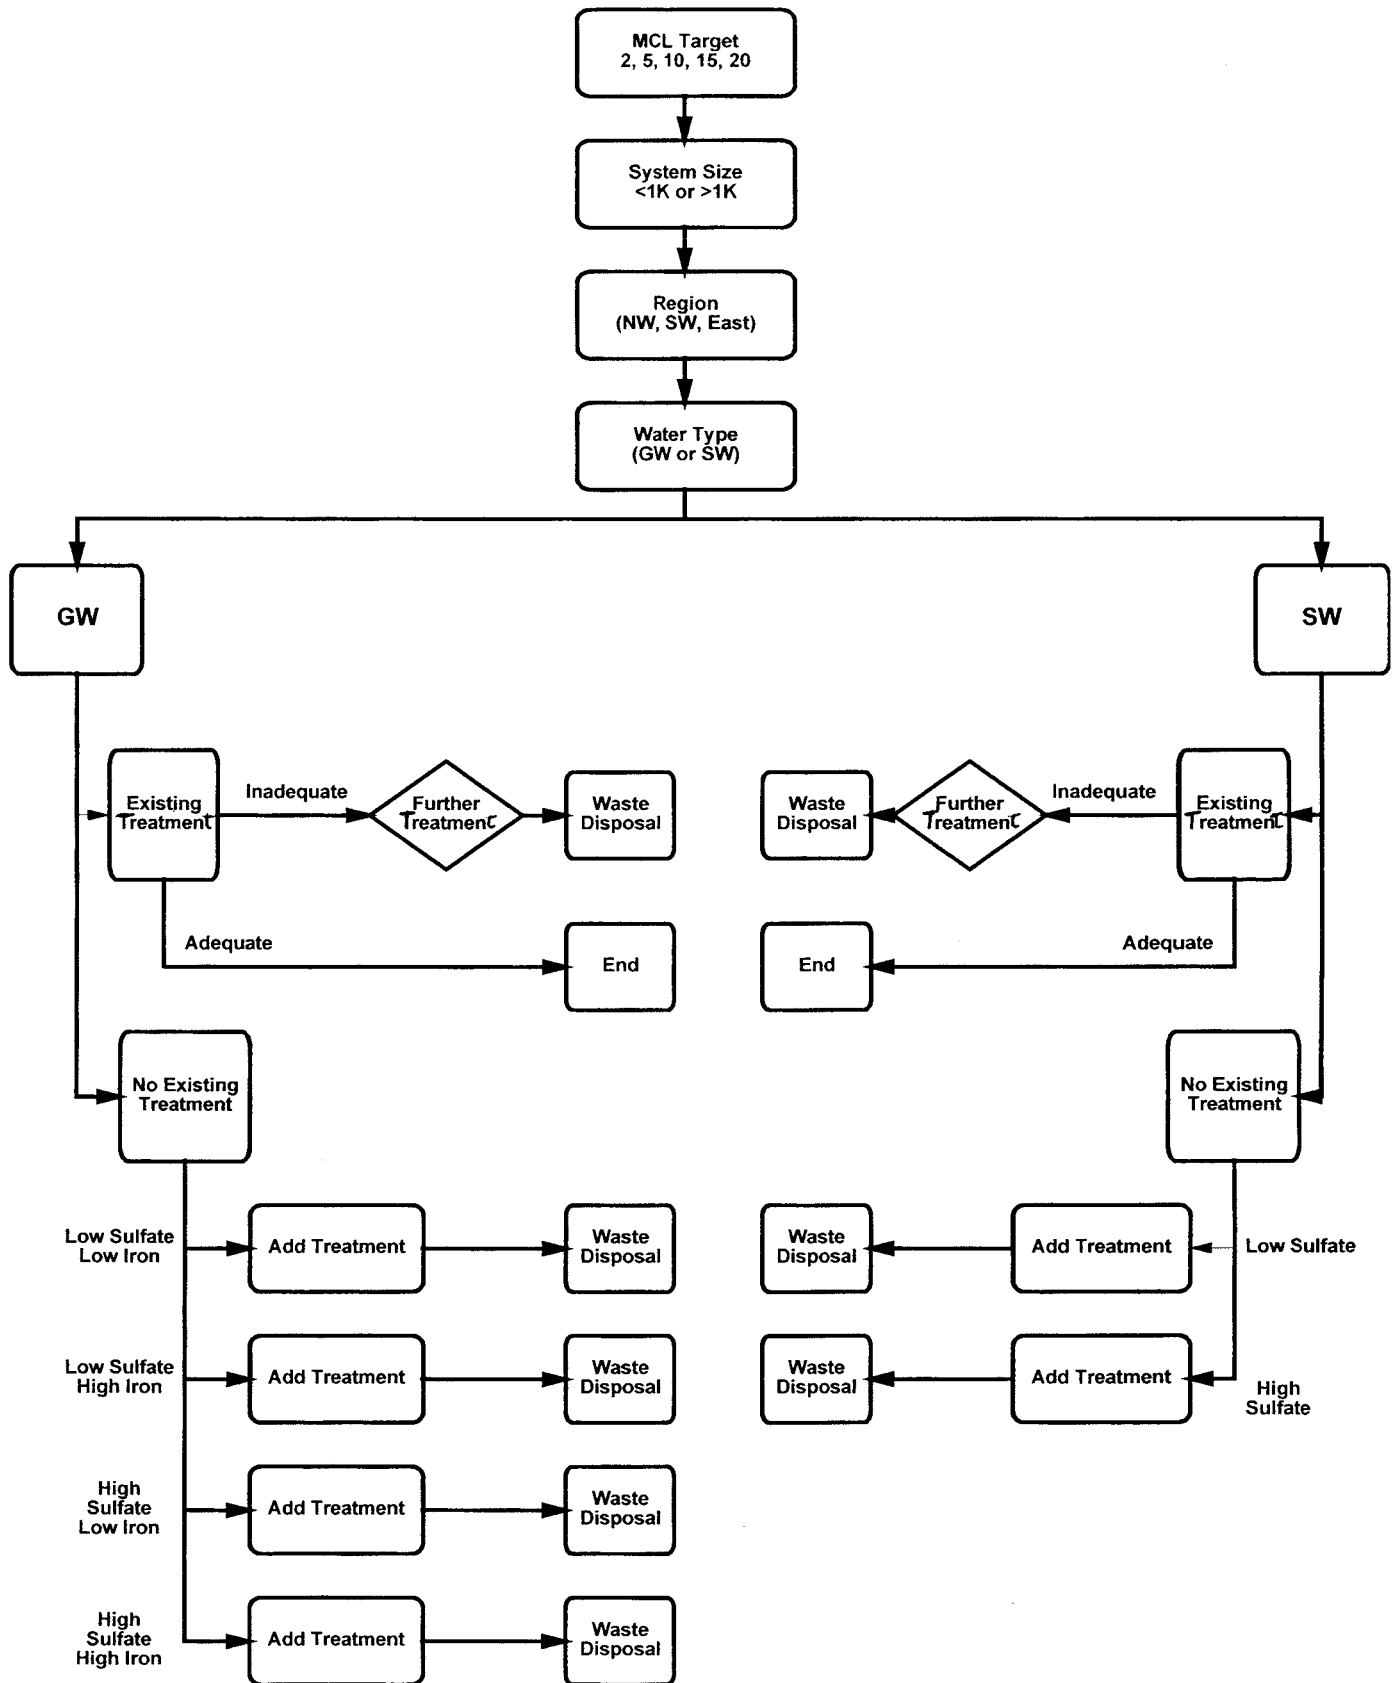 MCL Target
2, 5, 10, 15, 20
System Size
<1K or >1K
Region
(NW, SW, East)
Water Type
(GW or SW)
GW
SW
Existing
Treatment
Inadequate
Further
Treatment
Waste
Disposal
Waste
Disposal
Further
Treatment
Inadequate
Existing
Treatment
Adequate
End
End
Adequate
No Existing
Treatment
No Existing
Treatment
Low Sulfate
Low Iron
Add Treatment
Waste
Disposal
Waste
Disposal
Add Treatment
Low Sulfate
Low Sulfate
High Iron
Add Treatment
Waste
Disposal
Waste
Disposal
Add Treatment
High
Sulfate
High
Sulfate
Low Iron
Add Treatment
Waste
Disposal
High
Sulfate
High Iron
Add Treatment
Waste
Disposal